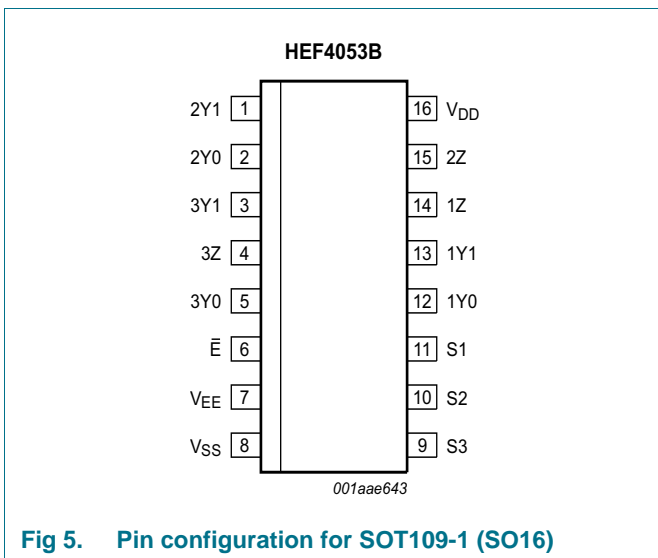 HEF4053B
2Y1 1 16 VDD
2Y0 2 15 2Z
3Y1 3 14 1Z
3Z 4 13 1Y1
3Y0 5 12 1Y0
E̅ 6 11 S1
VEE 7 10 S2
VSS 8 9 S3
001aae643
Fig 5. Pin configuration for SOT109-1 (SO16)